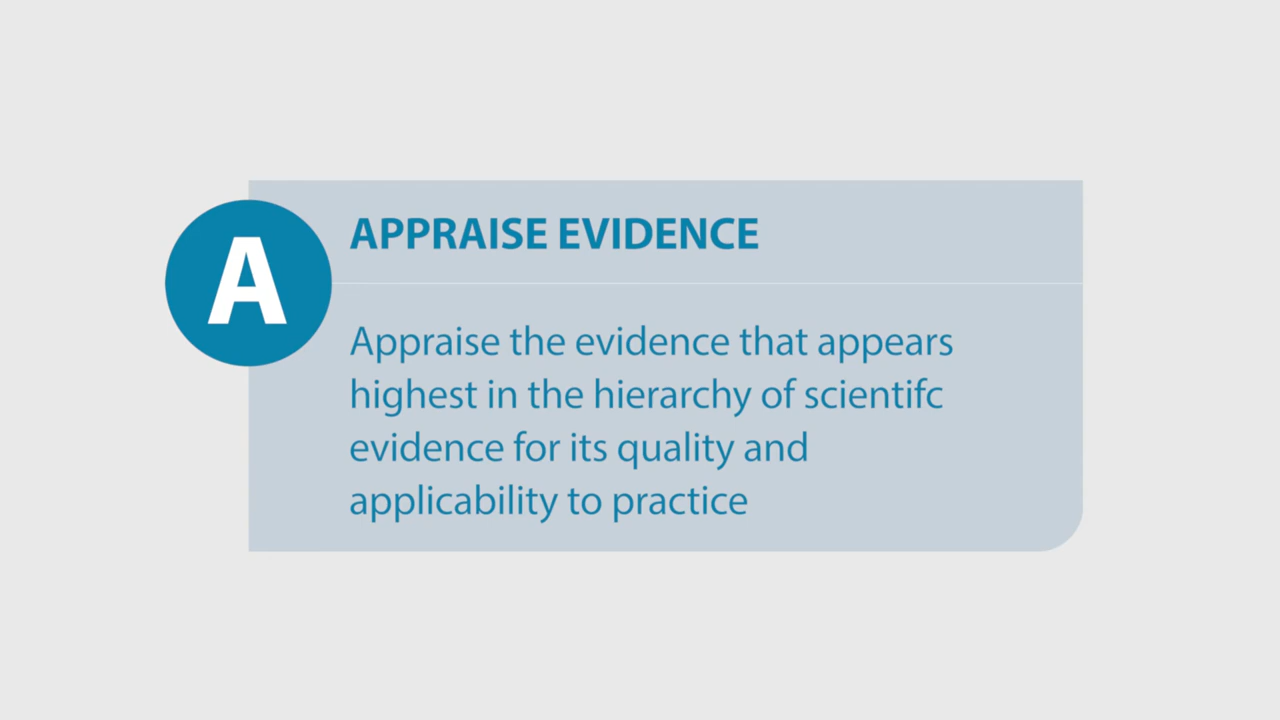 A
APPRAISE EVIDENCE
Appraise the evidence that appears
highest in the hierarchy of scientifc
evidence for its quality and
applicability to practice